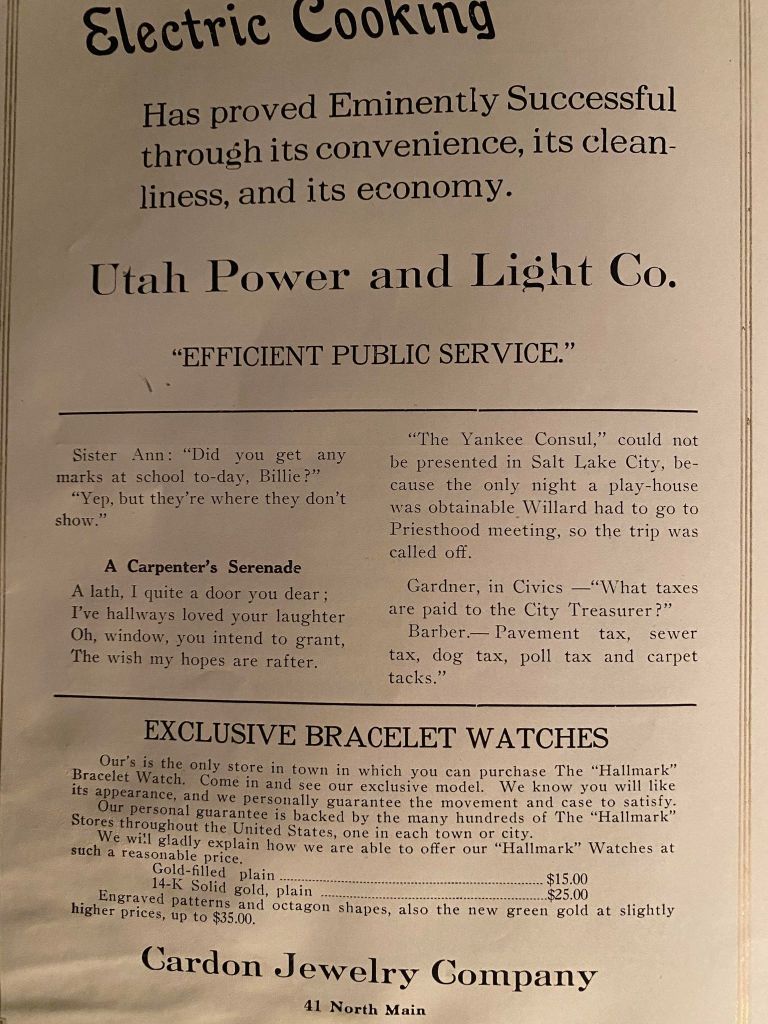 Electric Cooking
Has proved Eminently Successful
through its convenience, its clean-
liness, and its economy.
Utah Power and Light Co.
“EFFICIENT PUBLIC SERVICE.”
Sister Ann: “Did you get any
marks at school to-day, Billie?”
“Yep, but they’re where they don’t
show.”
A Carpenter’s Serenade
A lath, I quite a door you dear;
I’ve hallways loved your laughter
Oh, window, you intend to grant,
The wish my hopes are rafter.
“The Yankee Consul,” could not
be presented in Salt Lake City, be-
cause the only night a play-house
was obtainable Willard had to go to
Priesthood meeting, so the trip was
called off.
Gardner, in Civics —“What taxes
are paid to the City Treasurer?”
Barber.— Pavement tax, sewer
tax, dog tax, poll tax and carpet
tacks.”
EXCLUSIVE BRACELET WATCHES
Our’s is the only store in town in which you can purchase The “Hallmark”
Bracelet Watch. Come in and see our exclusive model. We know you will like
its appearance, and we personally guarantee the movement and case to satisfy.
Our personal guarantee is backed by the many hundreds of The “Hallmark”
Stores throughout the United States, one in each town or city.
We will gladly explain how we are able to offer our “Hallmark” Watches at
such a reasonable price.
Gold-filled plain ........................ $15.00
14-K Solid gold, plain ........................ $25.00
Engraved patterns and octagon shapes, also the new green gold at slightly
higher prices, up to $35.00.
Cardon Jewelry Company
41 North Main